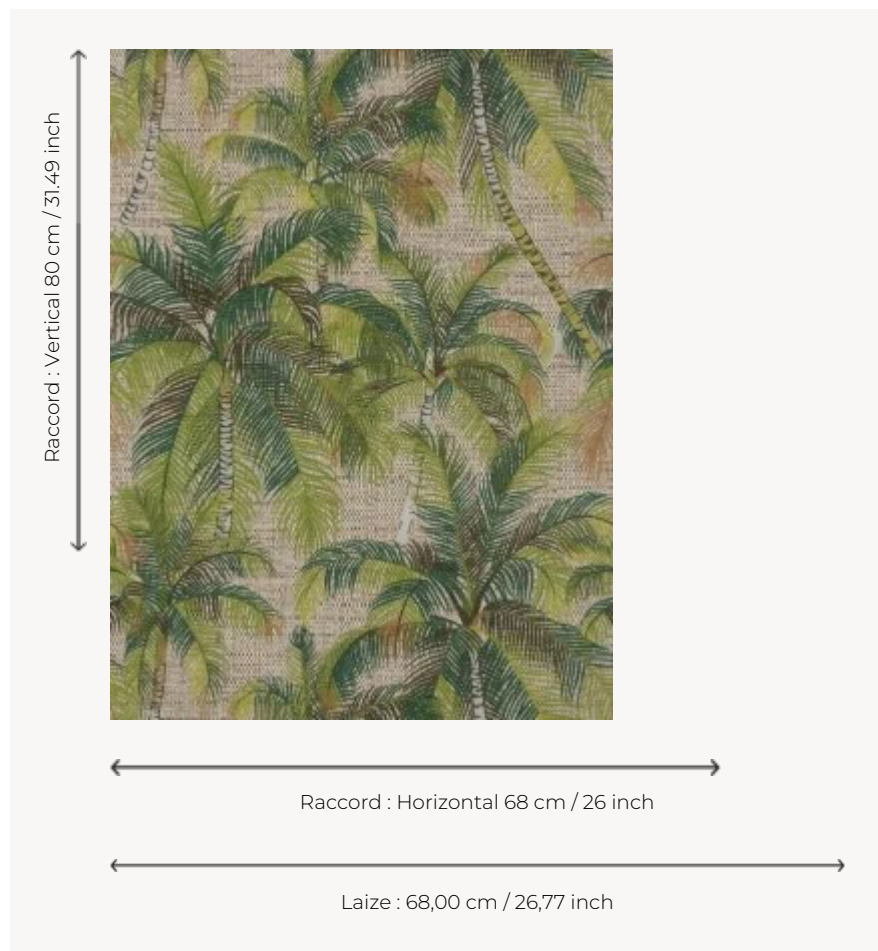 Raccord : Vertical 80 cm / 31.49 inch
Raccord : Horizontal 68 cm / 26 inch
Laize : 68,00 cm / 26,77 inch